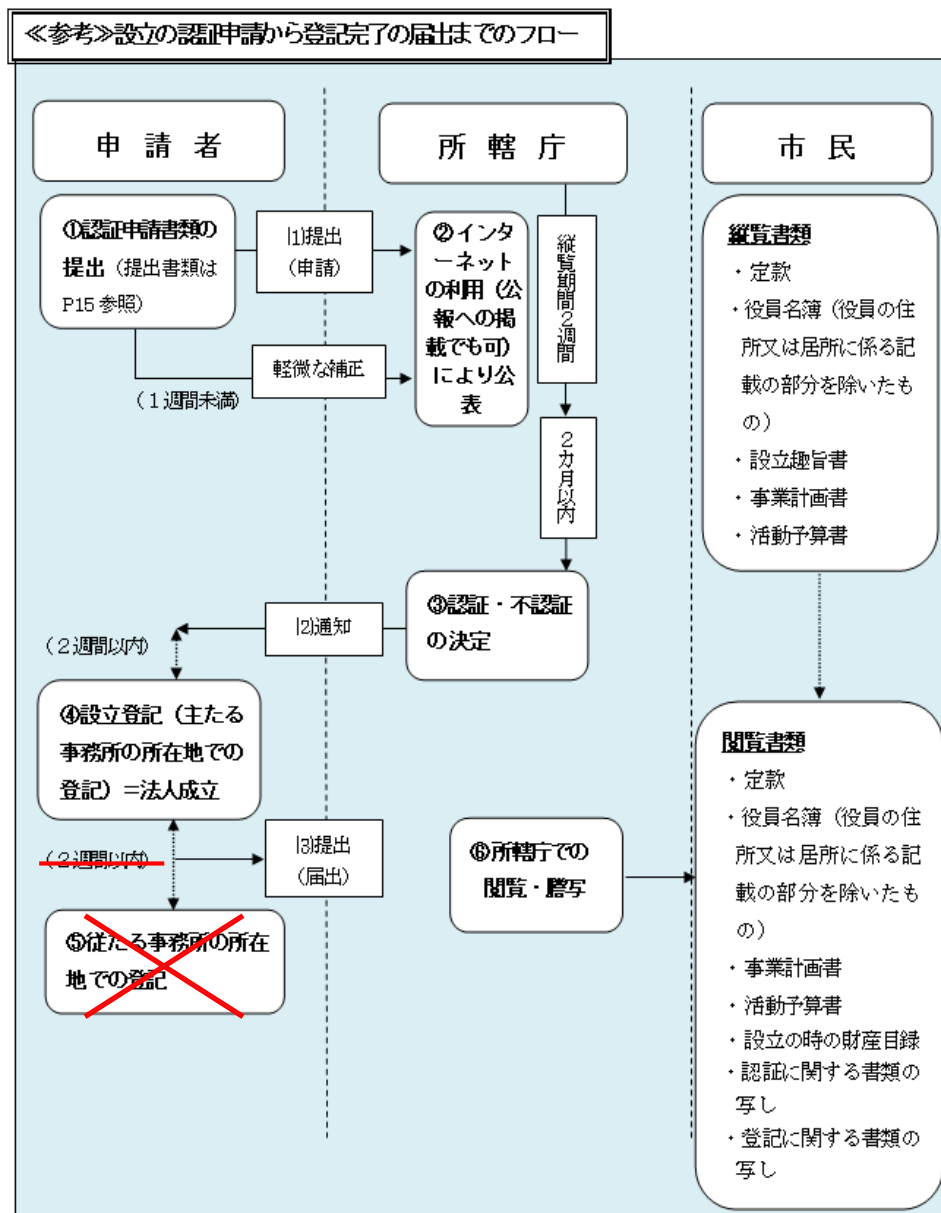 ≪参考≫設立の認証申請から登記完了の届出までのフロー
申 請 者
所 轄 庁
市 民
①認証申請書類の
提出（提出書類は
P15 参照）
|1)提出
（申請）
軽微な補正
（１週間未満）
②インタ
ーネット
の利用（公
報への掲
載でも可）
により公
表
縦覧期間２週間
２カ月以内
③認証・不認証
の決定
|2)通知
（２週間以内）
④設立登記（主たる
事務所の所在地での
登記）＝法人成立
（２週間以内）
|3)提出
（届出）
⑤従たる事務所の所在
地での登記
⑥所轄庁での
閲覧・謄写
縦覧書類
・定款
・役員名簿（役員の住
所又は居所に係る記
載の部分を除いたも
の）
・設立趣旨書
・事業計画書
・活動予算書
閲覧書類
・定款
・役員名簿（役員の住
所又は居所に係る記
載の部分を除いたも
の）
・事業計画書
・活動予算書
・設立の時の財産目録
・認証に関する書類の
写し
・登記に関する書類の
写し